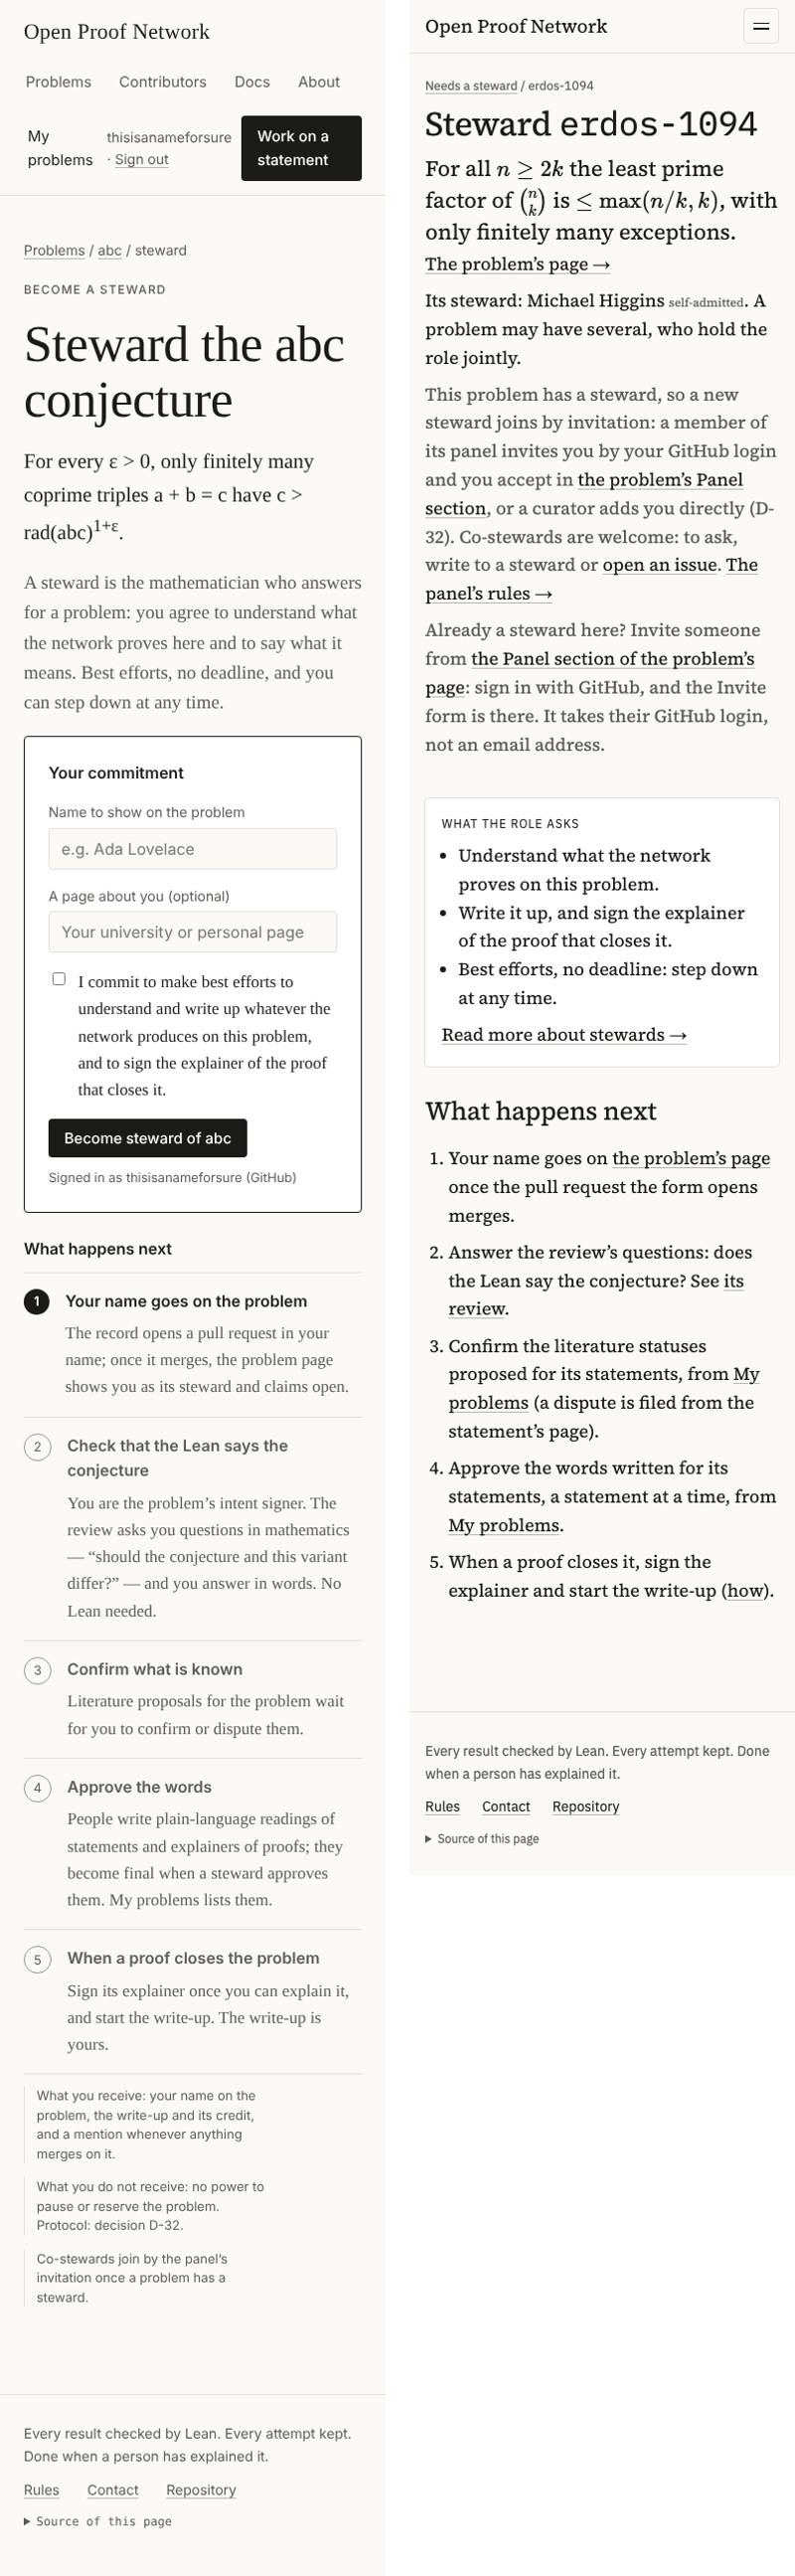 Open Proof Network
Problems Contributors Docs About
My problems
thisisanameforsure · Sign out
Work on a statement
Problems / abc / steward
BECOME A STEWARD
Steward the abc
conjecture
For every ε > 0, only finitely many
coprime triples a + b = c have c >
rad(abc)^1+ε.
A steward is the mathematician who answers
for a problem: you agree to understand what
the network proves here and to say what it
means. Best efforts, no deadline, and you
can step down at any time.
Your commitment
Name to show on the problem
e.g. Ada Lovelace
A page about you (optional)
Your university or personal page
I commit to make best efforts to
understand and write up whatever the
network produces on this problem,
and to sign the explainer of the proof
that closes it.
Become steward of abc
Signed in as thisisanameforsure (GitHub)
What happens next
1 Your name goes on the problem
The record opens a pull request in your
name; once it merges, the problem page
shows you as its steward and claims open.
2 Check that the Lean says the
conjecture
You are the problem’s intent signer. The
review asks you questions in mathematics
— “should the conjecture and this variant
differ?” — and you answer in words. No
Lean needed.
3 Confirm what is known
Literature proposals for the problem wait
for you to confirm or dispute them.
4 Approve the words
People write plain-language readings of
statements and explainers of proofs; they
become final when a steward approves
them. My problems lists them.
5 When a proof closes the problem
Sign its explainer once you can explain it,
and start the write-up. The write-up is
yours.
What you receive: your name on the
problem, the write-up and its credit,
and a mention whenever anything
merges on it.
What you do not receive: no power to
pause or reserve the problem.
Protocol: decision D-32.
Co-stewards join by the panel’s
invitation once a problem has a
steward.
Every result checked by Lean. Every attempt kept.
Done when a person has explained it.
Rules Contact Repository
▶ Source of this page
Open Proof Network
Needs a steward / erdos-1094
Steward erdos-1094
For all n ≥ 2k the least prime
factor of (n k) is ≤ max(n/k, k), with
only finitely many exceptions.
The problem’s page →
Its steward: Michael Higgins self-admitted. A
problem may have several, who hold the
role jointly.
This problem has a steward, so a new
steward joins by invitation: a member of
its panel invites you by your GitHub login
and you accept in the problem’s Panel
section, or a curator adds you directly (D-
32). Co-stewards are welcome: to ask,
write to a steward or open an issue. The
panel’s rules →
Already a steward here? Invite someone
from the Panel section of the problem’s
page: sign in with GitHub, and the Invite
form is there. It takes their GitHub login,
not an email address.
WHAT THE ROLE ASKS
• Understand what the network
proves on this problem.
• Write it up, and sign the explainer
of the proof that closes it.
• Best efforts, no deadline: step down
at any time.
Read more about stewards →
What happens next
1. Your name goes on the problem’s page
once the pull request the form opens
merges.
2. Answer the review’s questions: does
the Lean say the conjecture? See its
review.
3. Confirm the literature statuses
proposed for its statements, from My
problems (a dispute is filed from the
statement’s page).
4. Approve the words written for its
statements, a statement at a time, from
My problems.
5. When a proof closes it, sign the
explainer and start the write-up (how).
Every result checked by Lean. Every attempt kept. Done
when a person has explained it.
Rules Contact Repository
▶ Source of this page